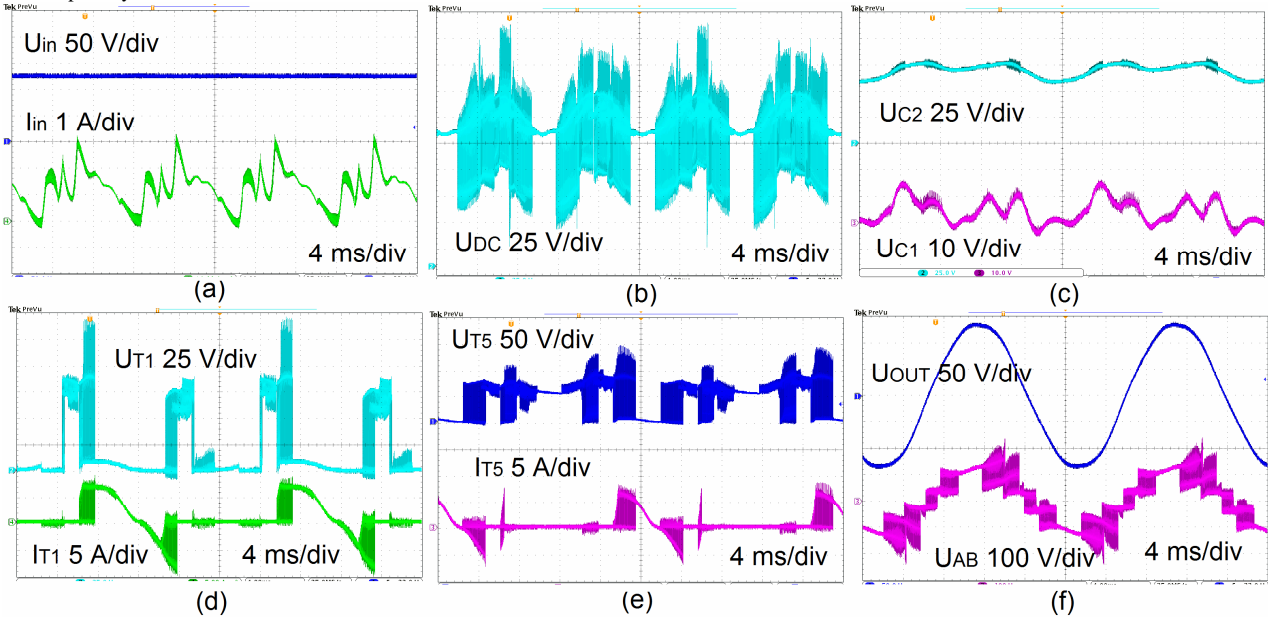 Tek PreVu
Uin 50 V/div
Iin 1 A/div
4 ms/div
(a)
Tek PreVu
UDC 25 V/div
4 ms/div
(b)
Tek PreVu
UC2 25 V/div
UC1 10 V/div
4 ms/div
2 25.0 V 3 10.0 V
(c)
Tek PreVu
UT1 25 V/div
IT1 5 A/div
4 ms/div
(d)
Tek PreVu
UT5 50 V/div
IT5 5 A/div
4 ms/div
(e)
Tek PreVu
UOUT 50 V/div
UAB 100 V/div
4 ms/div
(f)